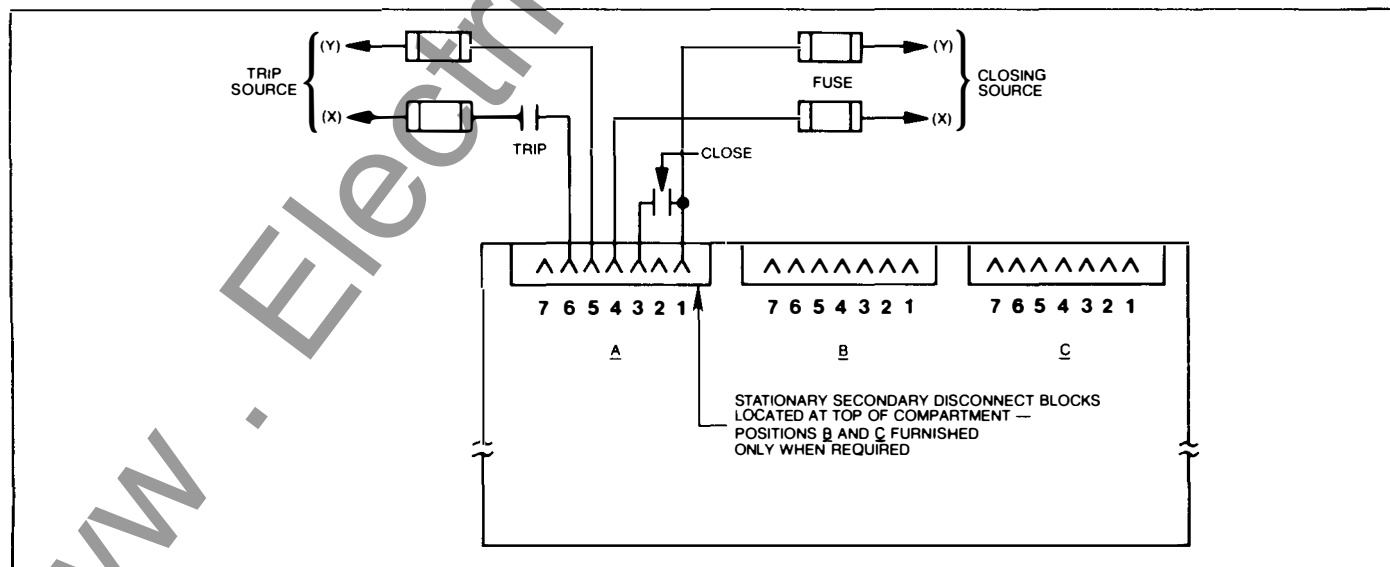 (Y)
(Y)
TRIP
SOURCE
FUSE
CLOSING
SOURCE
(X)
(X)
TRIP
CLOSE
7 6 5 4 3 2 1
7 6 5 4 3 2 1
7 6 5 4 3 2 1
A
B
C
STATIONARY SECONDARY DISCONNECT BLOCKS
LOCATED AT TOP OF COMPARTMENT —
POSITIONS B AND C FURNISHED
ONLY WHEN REQUIRED